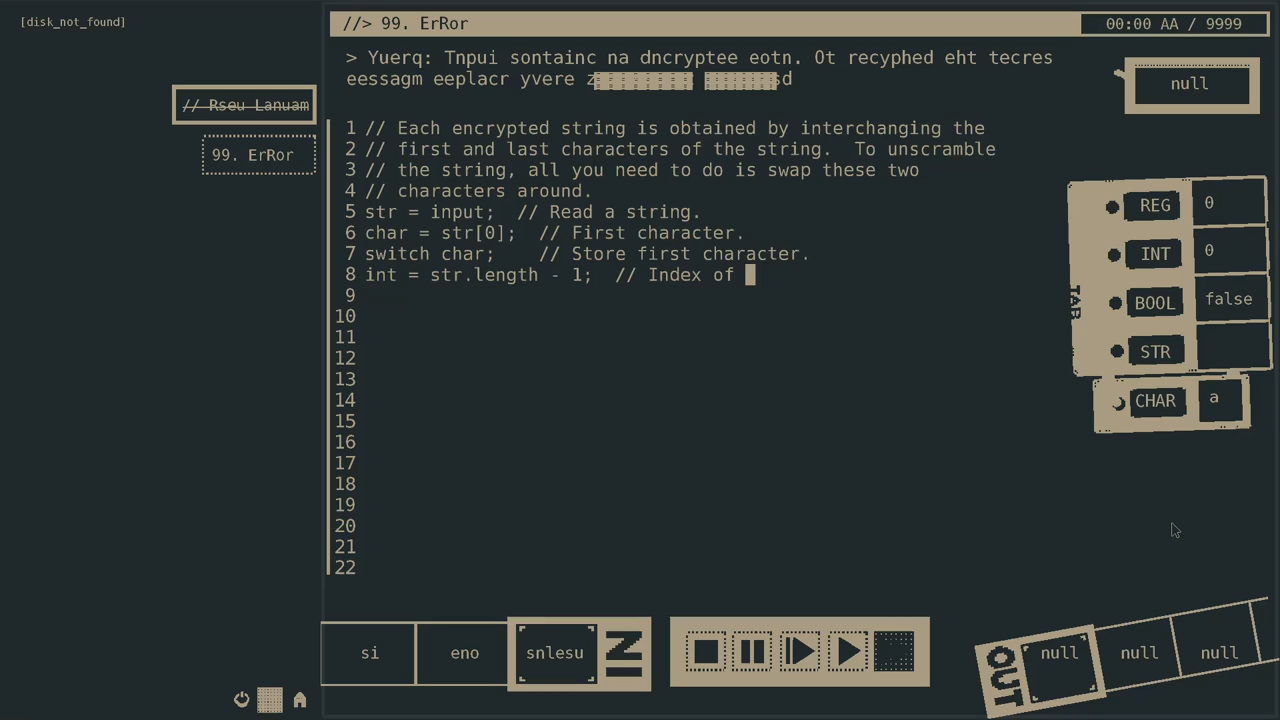 [disk_not_found]
//> 99. ErRor
00:00 AA / 9999
> Yuerq: Tnpui sontainc na dncryptee eotn. Ot recyphed eht tecres
eessagm eeplacr yvere
null
// Rseu Lanuam
99. ErRor
1 // Each encrypted string is obtained by interchanging the
2 // first and last characters of the string.  To unscramble
3 // the string, all you need to do is swap these two
4 // characters around.
5 str = input;  // Read a string.
6 char = str[0];  // First character.
7 switch char;    // Store first character.
8 int = str.length - 1;  // Index of
9
10
11
12
13
14
15
16
17
18
19
20
21
22
REG 0
INT 0
BOOL false
STR
CHAR a
TAB
si eno snlesu IN
OUT null null null